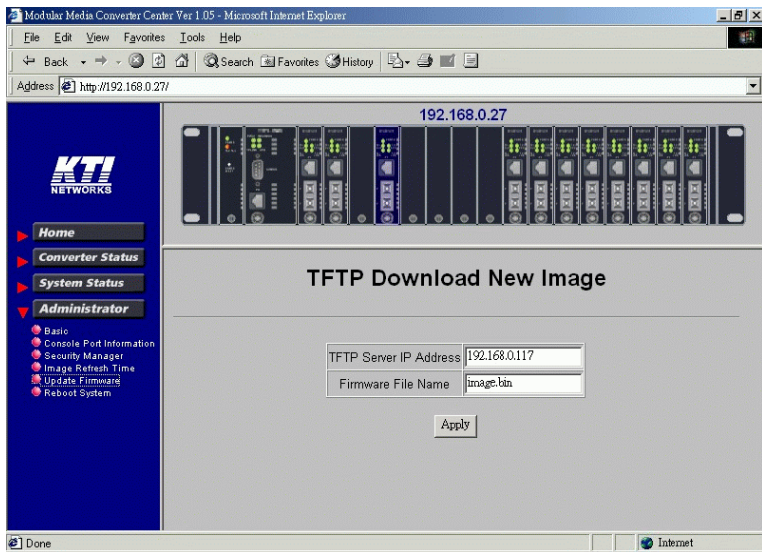 Modular Media Converter Center Ver 1.05 - Microsoft Internet Explorer
File Edit View Favorites Tools Help
Back Search Favorites History
Address http://192.168.0.27/
192.168.0.27
KTI
NETWORKS
Home
Converter Status
System Status
Administrator
Basic
Console Port Information
Security Manager
Image Refresh Time
Update Firmware
Reboot System
TFTP Download New Image
TFTP Server IP Address 192.168.0.117
Firmware File Name image.bin
Apply
Done Internet